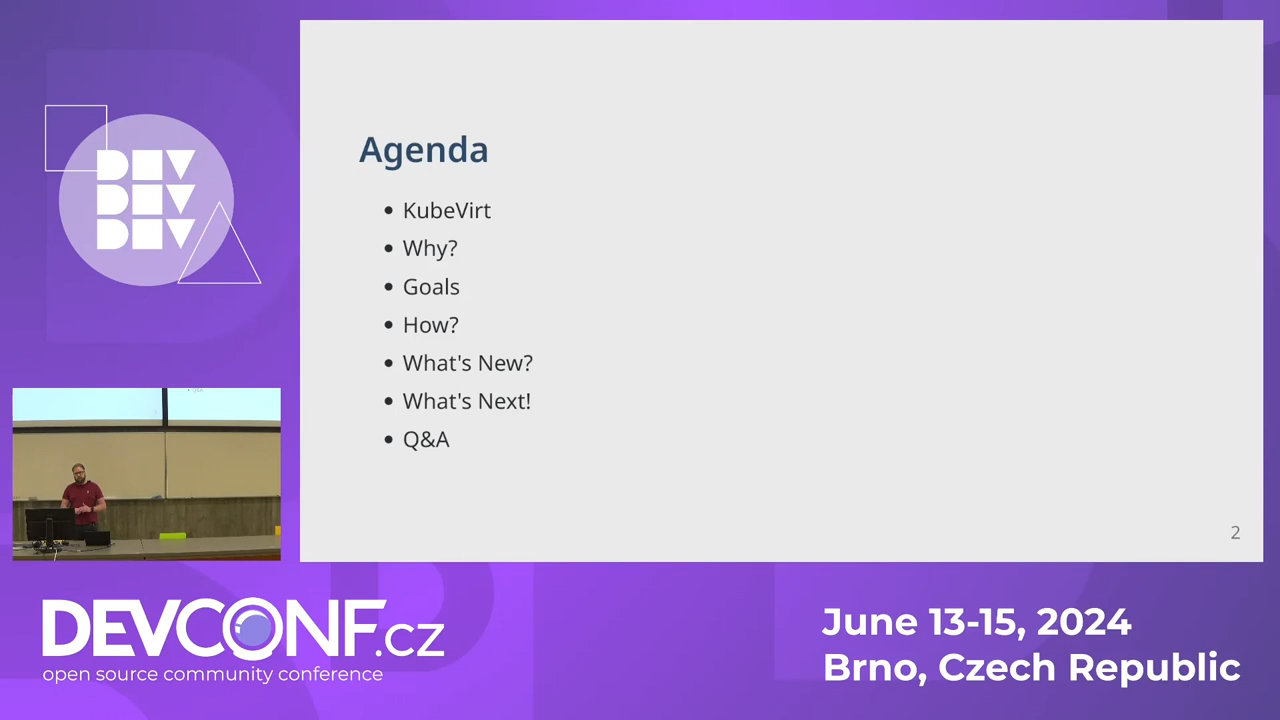 Agenda
• KubeVirt
• Why?
• Goals
• How?
• What's New?
• What's Next!
• Q&A
2
DEV
DEV
DEV
DEVCONF.cz
open source community conference
June 13-15, 2024
Brno, Czech Republic